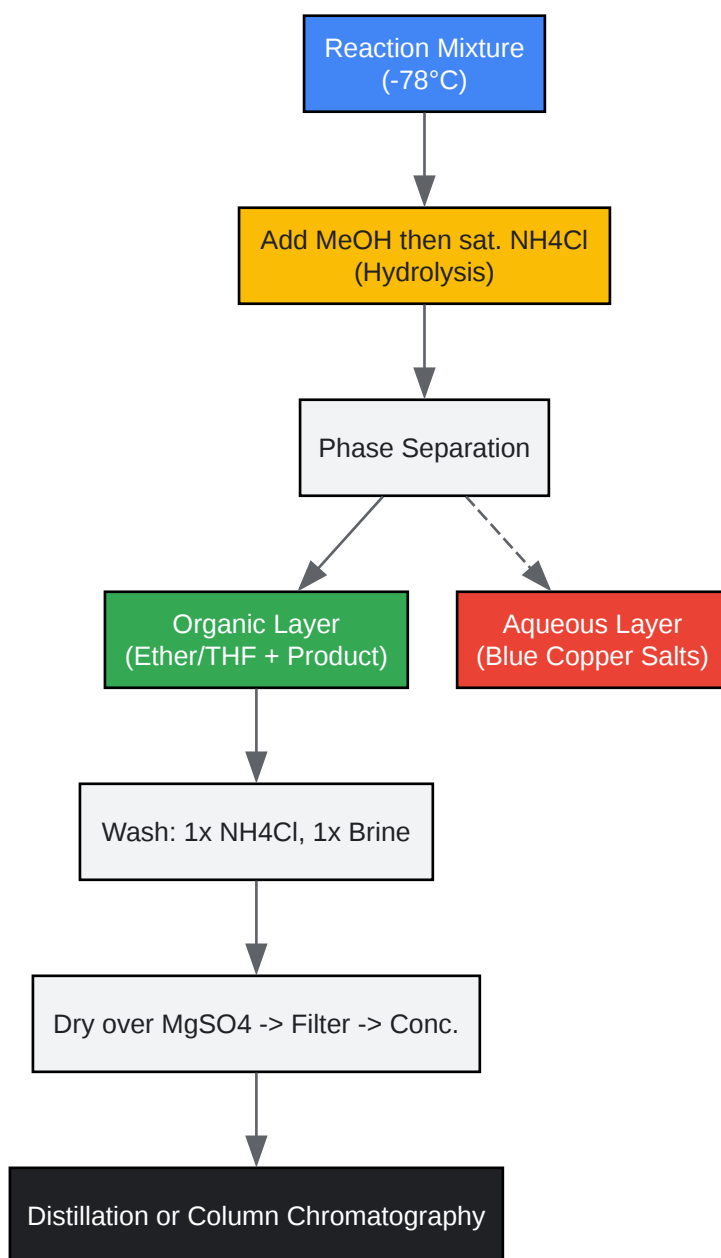 Reaction Mixture
(-78°C)
Add MeOH then sat. NH4Cl
(Hydrolysis)
Phase Separation
Organic Layer
(Ether/THF + Product)
Aqueous Layer
(Blue Copper Salts)
Wash: 1x NH4Cl, 1x Brine
Dry over MgSO4 -> Filter -> Conc.
Distillation or Column Chromatography